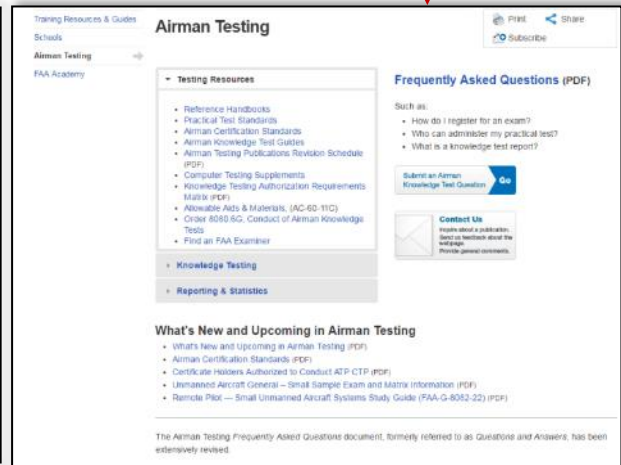 Training Resources & Guides
Schools
Airman Testing
FAA Academy
Airman Testing
Print
Share
Subscribe
Testing Resources
Reference Handbooks
Practical Test Standards
Airman Certification Standards
Airman Knowledge Test Guides
Airman Testing Publications Revision Schedule
(PDF)
Computer Testing Supplements
Knowledge Testing Authorization Requirements
Matrix (PDF)
Allowable Aids & Materials, (AC-60-11C)
Order 8080.6G, Conduct of Airman Knowledge
Tests
Find an FAA Examiner
Knowledge Testing
Reporting & Statistics
Frequently Asked Questions (PDF)
Such as:
How do I register for an exam?
Who can administer my practical test?
What is a knowledge test report?
Submit an Airman
Knowledge Test Question
Go
Contact Us
Inquire about a publication.
Send us feedback about the
webpage.
Provide general comments.
What's New and Upcoming in Airman Testing
What's New and Upcoming in Airman Testing (PDF)
Airman Certification Standards (PDF)
Certificate Holders Authorized to Conduct ATP CTP (PDF)
Unmanned Aircraft General – Small Sample Exam and Matrix Information (PDF)
Remote Pilot — Small Unmanned Aircraft Systems Study Guide (FAA-G-8082-22) (PDF)
The Airman Testing Frequently Asked Questions document, formerly referred to as Questions and Answers, has been
extensively revised.